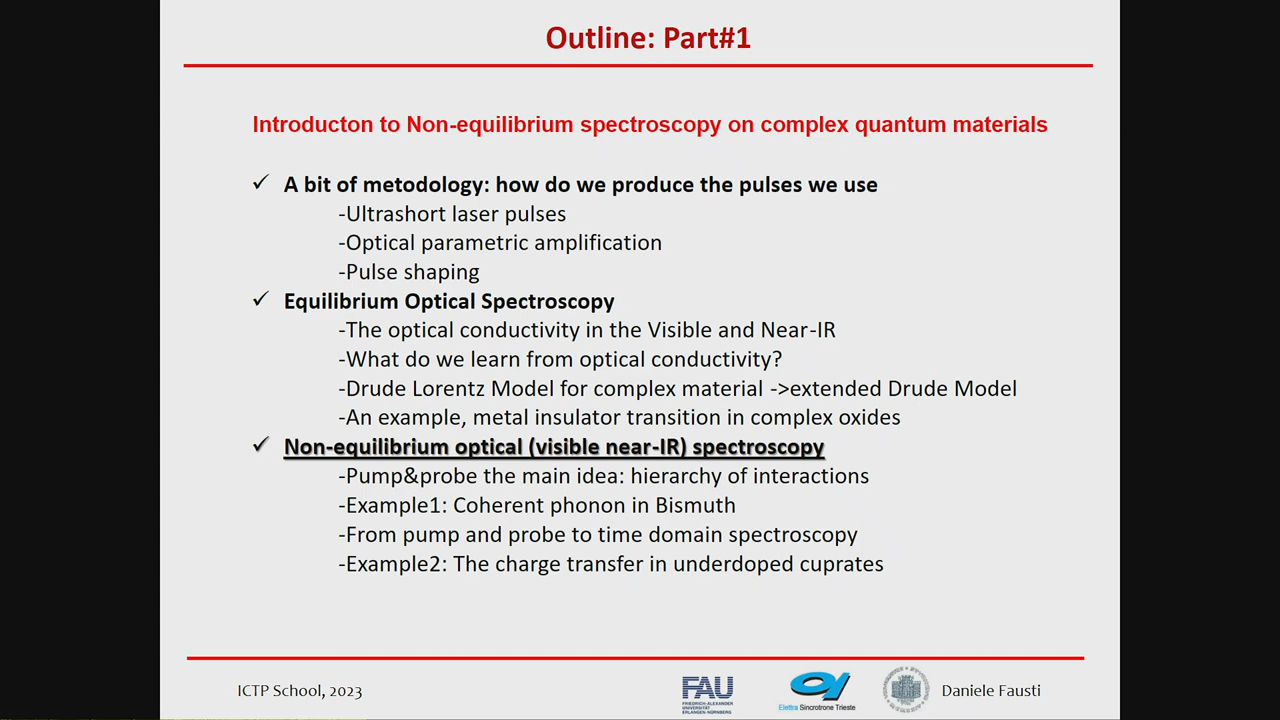 Outline: Part#1
Introducton to Non-equilibrium spectroscopy on complex quantum materials
✓ A bit of metodology: how do we produce the pulses we use
-Ultrashort laser pulses
-Optical parametric amplification
-Pulse shaping
✓ Equilibrium Optical Spectroscopy
-The optical conductivity in the Visible and Near-IR
-What do we learn from optical conductivity?
-Drude Lorentz Model for complex material ->extended Drude Model
-An example, metal insulator transition in complex oxides
✓ Non-equilibrium optical (visible near-IR) spectroscopy
-Pump&probe the main idea: hierarchy of interactions
-Example1: Coherent phonon in Bismuth
-From pump and probe to time domain spectroscopy
-Example2: The charge transfer in underdoped cuprates
ICTP School, 2023
FAU
FRIEDRICH-ALEXANDER
UNIVERSITÄT
ERLANGEN-NÜRNBERG
Elettra Sincrotrone Trieste
Daniele Fausti